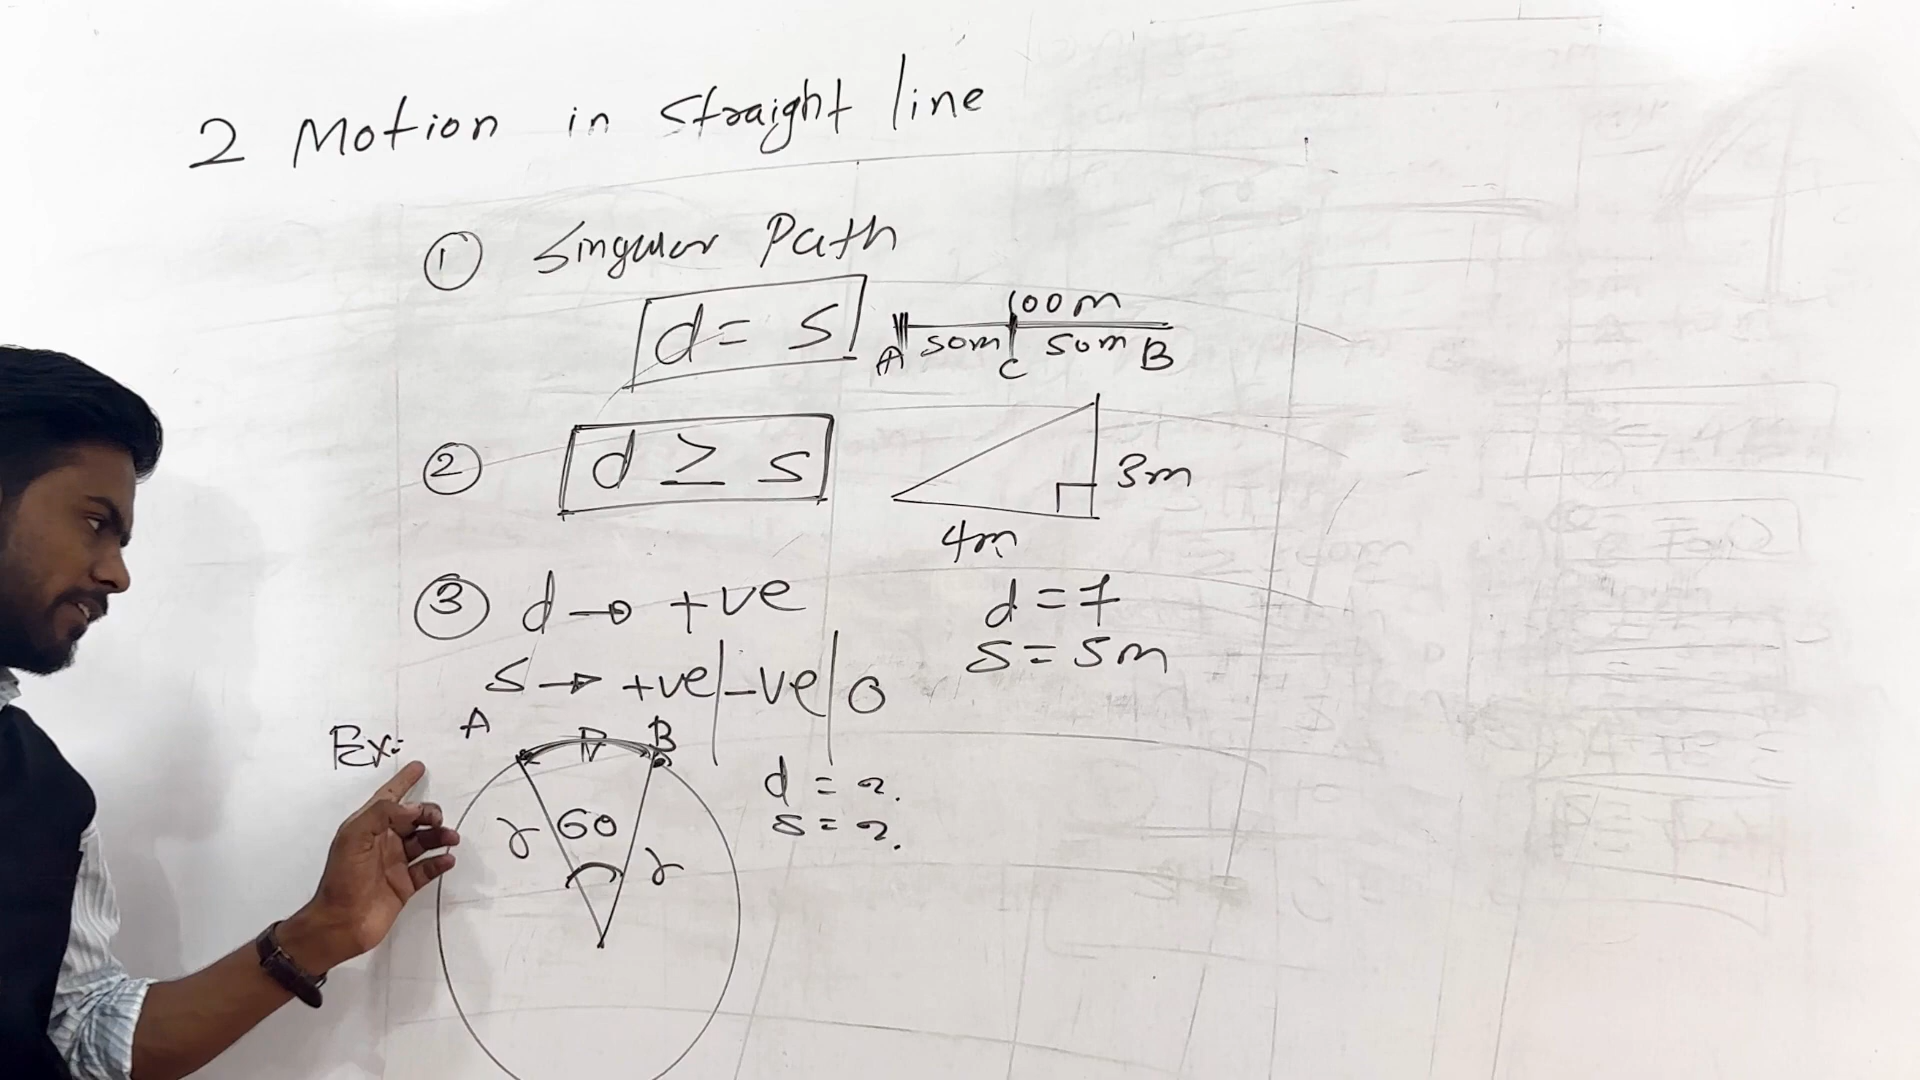 2 Motion in Straight line
① Singular Path
d = S
100m
A 50m C 50m B
② d ≥ S
3m
4m
③ d → +ve
S → +ve | -ve | 0
d = 7
S = 5m
Ex:
A B
r 60 r
d = ?
S = ?